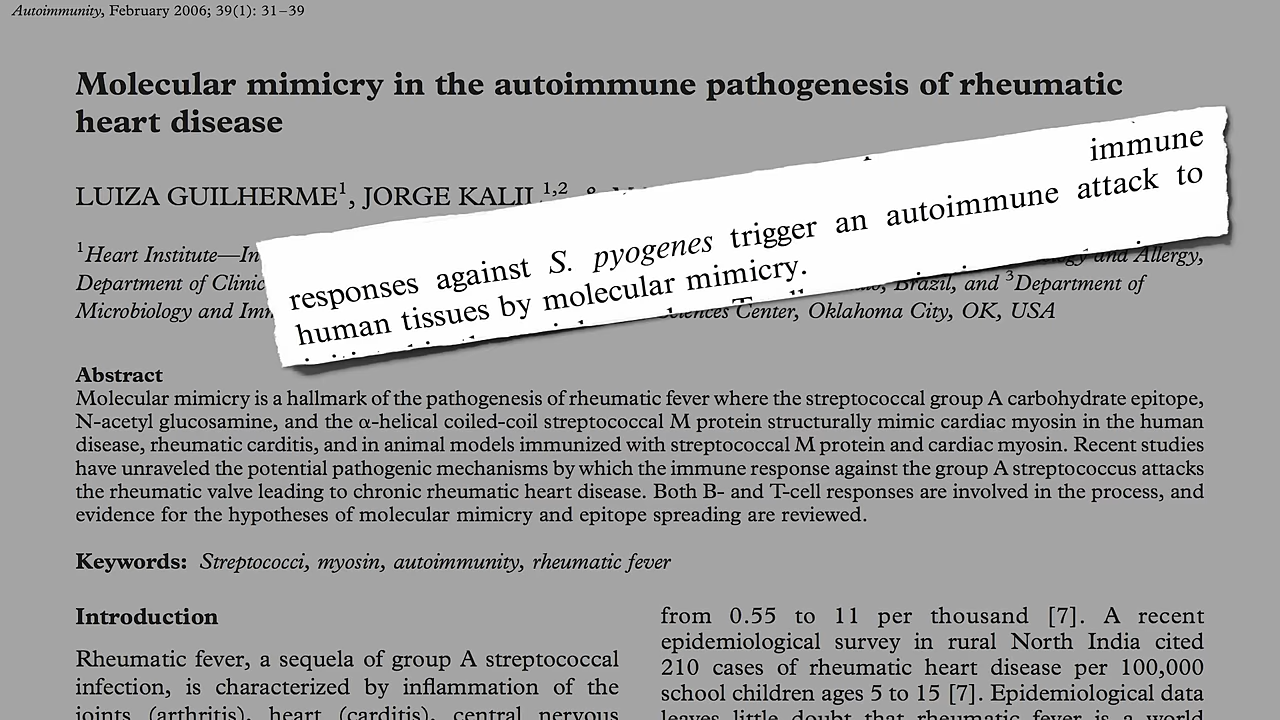 Autoimmunity, February 2006; 39(1): 31–39
Molecular mimicry in the autoimmune pathogenesis of rheumatic
heart disease
LUIZA GUILHERME1, JORGE KALIL1,2 &
immune
responses against S. pyogenes trigger an autoimmune attack to
human tissues by molecular mimicry.
1Heart Institute—In
and Allergy,
Department of Clinic
Brazil, and 3Department of
Microbiology and Im
Center, Oklahoma City, OK, USA
Abstract
Molecular mimicry is a hallmark of the pathogenesis of rheumatic fever where the streptococcal group A carbohydrate epitope,
N-acetyl glucosamine, and the α-helical coiled-coil streptococcal M protein structurally mimic cardiac myosin in the human
disease, rheumatic carditis, and in animal models immunized with streptococcal M protein and cardiac myosin. Recent studies
have unraveled the potential pathogenic mechanisms by which the immune response against the group A streptococcus attacks
the rheumatic valve leading to chronic rheumatic heart disease. Both B- and T-cell responses are involved in the process, and
evidence for the hypotheses of molecular mimicry and epitope spreading are reviewed.
Keywords: Streptococci, myosin, autoimmunity, rheumatic fever
Introduction
Rheumatic fever, a sequela of group A streptococcal
infection, is characterized by inflammation of the
joints (arthritis), heart (carditis), central nervous
from 0.55 to 11 per thousand [7]. A recent
epidemiological survey in rural North India cited
210 cases of rheumatic heart disease per 100,000
school children ages 5 to 15 [7]. Epidemiological data
leaves little doubt that rheumatic fever is a world